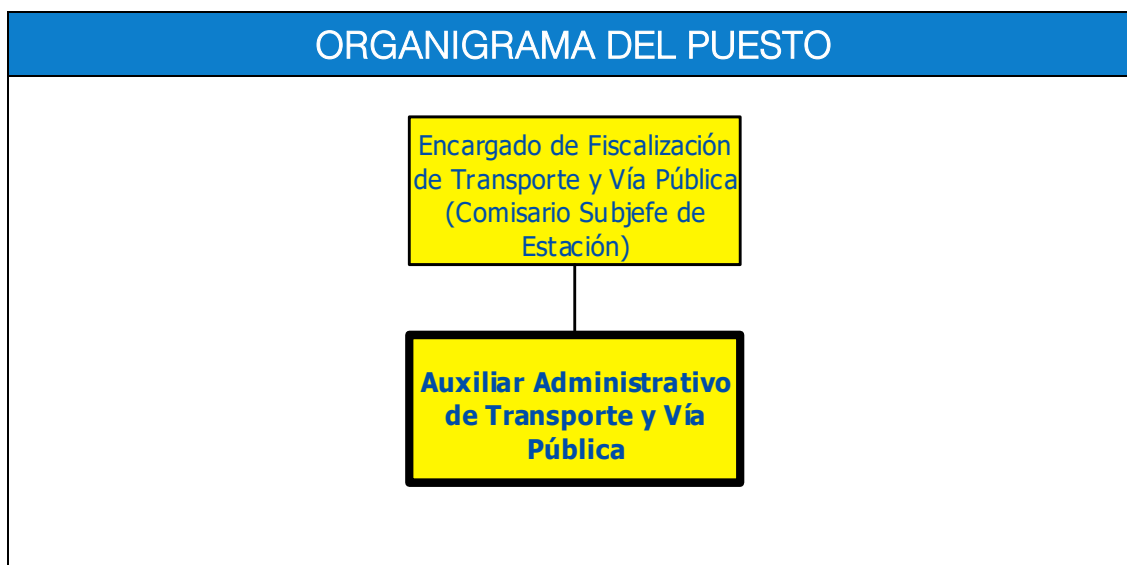 ORGANIGRAMA DEL PUESTO
Encargado de Fiscalización
de Transporte y Vía Pública
(Comisario Subjefe de
Estación)
Auxiliar Administrativo
de Transporte y Vía
Pública